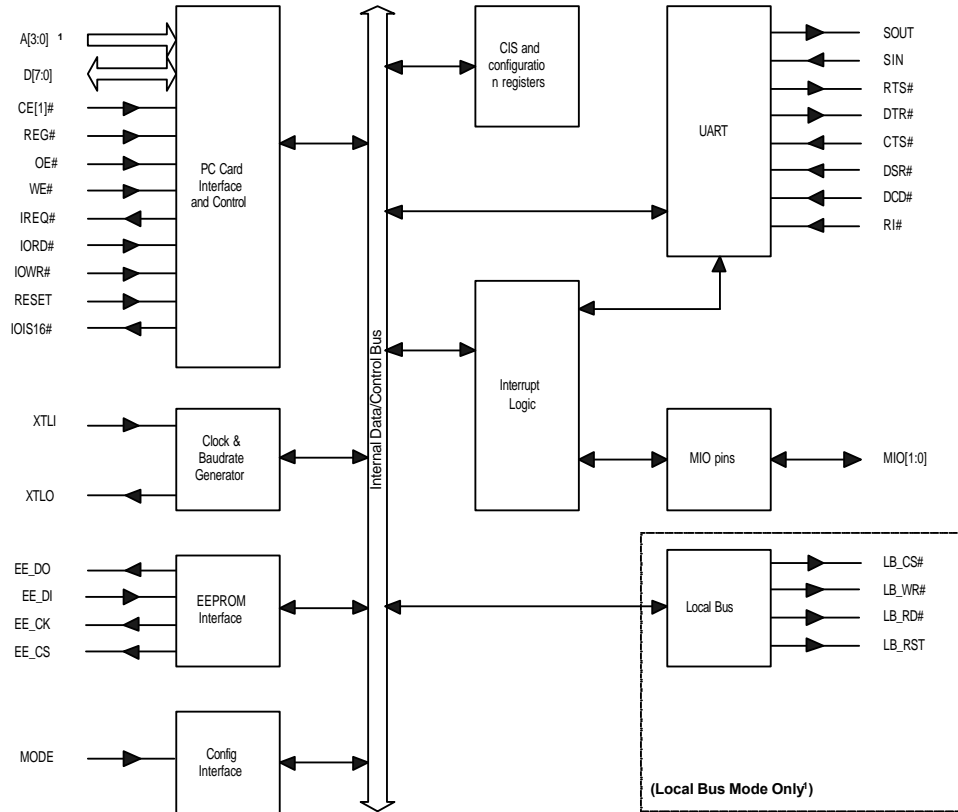 A[3:0] ¹
D[7:0]
CE[1]#
REG#
OE#
WE#
IREQ#
IORD#
IOWR#
RESET
IOIS16#
PC Card
Interface
and Control
XTLI
XTLO
Clock &
Baudrate
Generator
EE_DO
EE_DI
EE_CK
EE_CS
EEPROM
Interface
MODE
Config
Interface
Internal Data/Control Bus
CIS and
configuratio
n registers
Interrupt
Logic
UART
SOUT
SIN
RTS#
DTR#
CTS#
DSR#
DCD#
RI#
MIO pins
MIO[1:0]
Local Bus
LB_CS#
LB_WR#
LB_RD#
LB_RST
(Local Bus Mode Only¹)